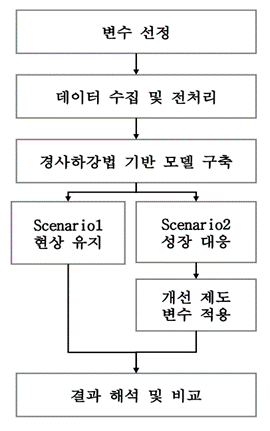 변수 선정
데이터 수집 및 전처리
경사하강법 기반 모델 구축
Scenario1
현상 유지
Scenario2
성장 대응
개선 제도
변수 적용
결과 해석 및 비교